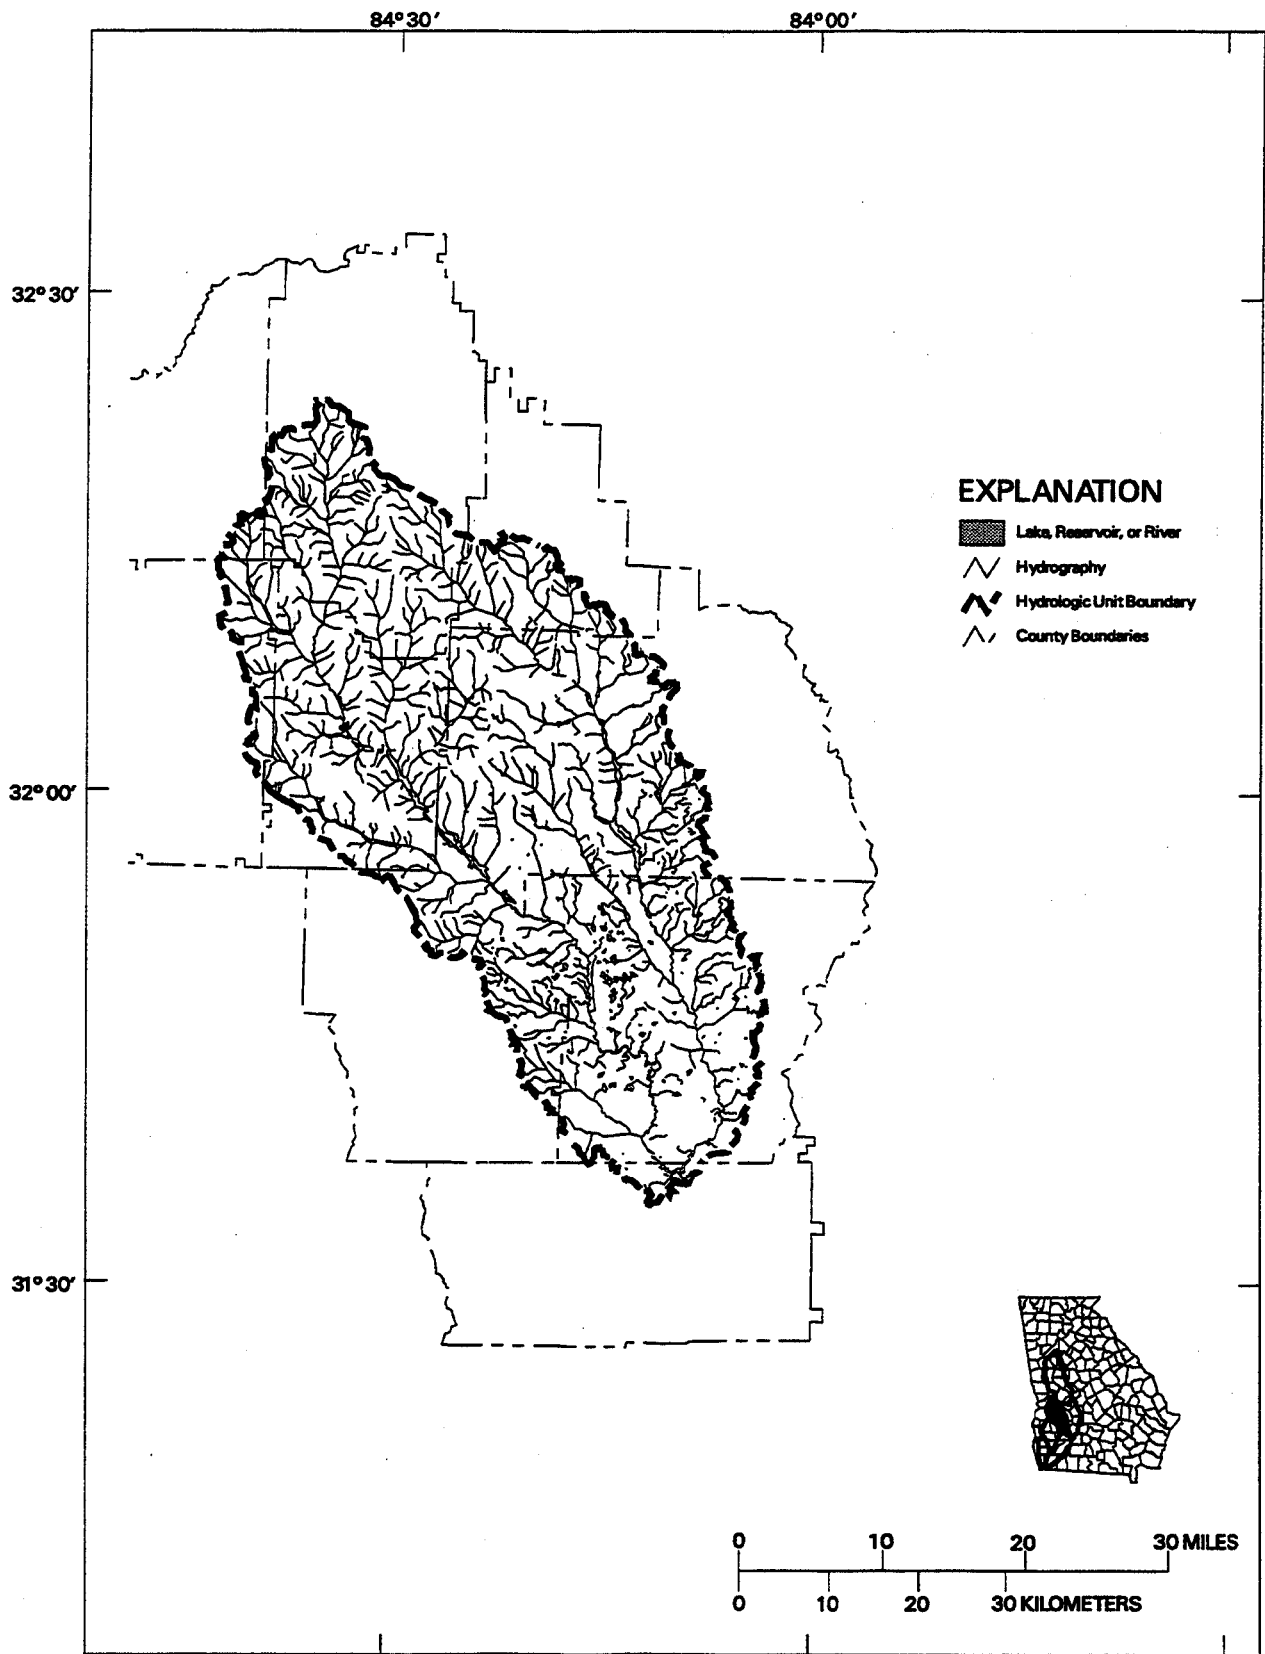 84°30′
84°00′
32°30′
32°00′
31°30′
EXPLANATION
Lake, Reservoir, or River
Hydrography
Hydrologic Unit Boundary
County Boundaries
0 10 20 30 MILES
0 10 20 30 KILOMETERS